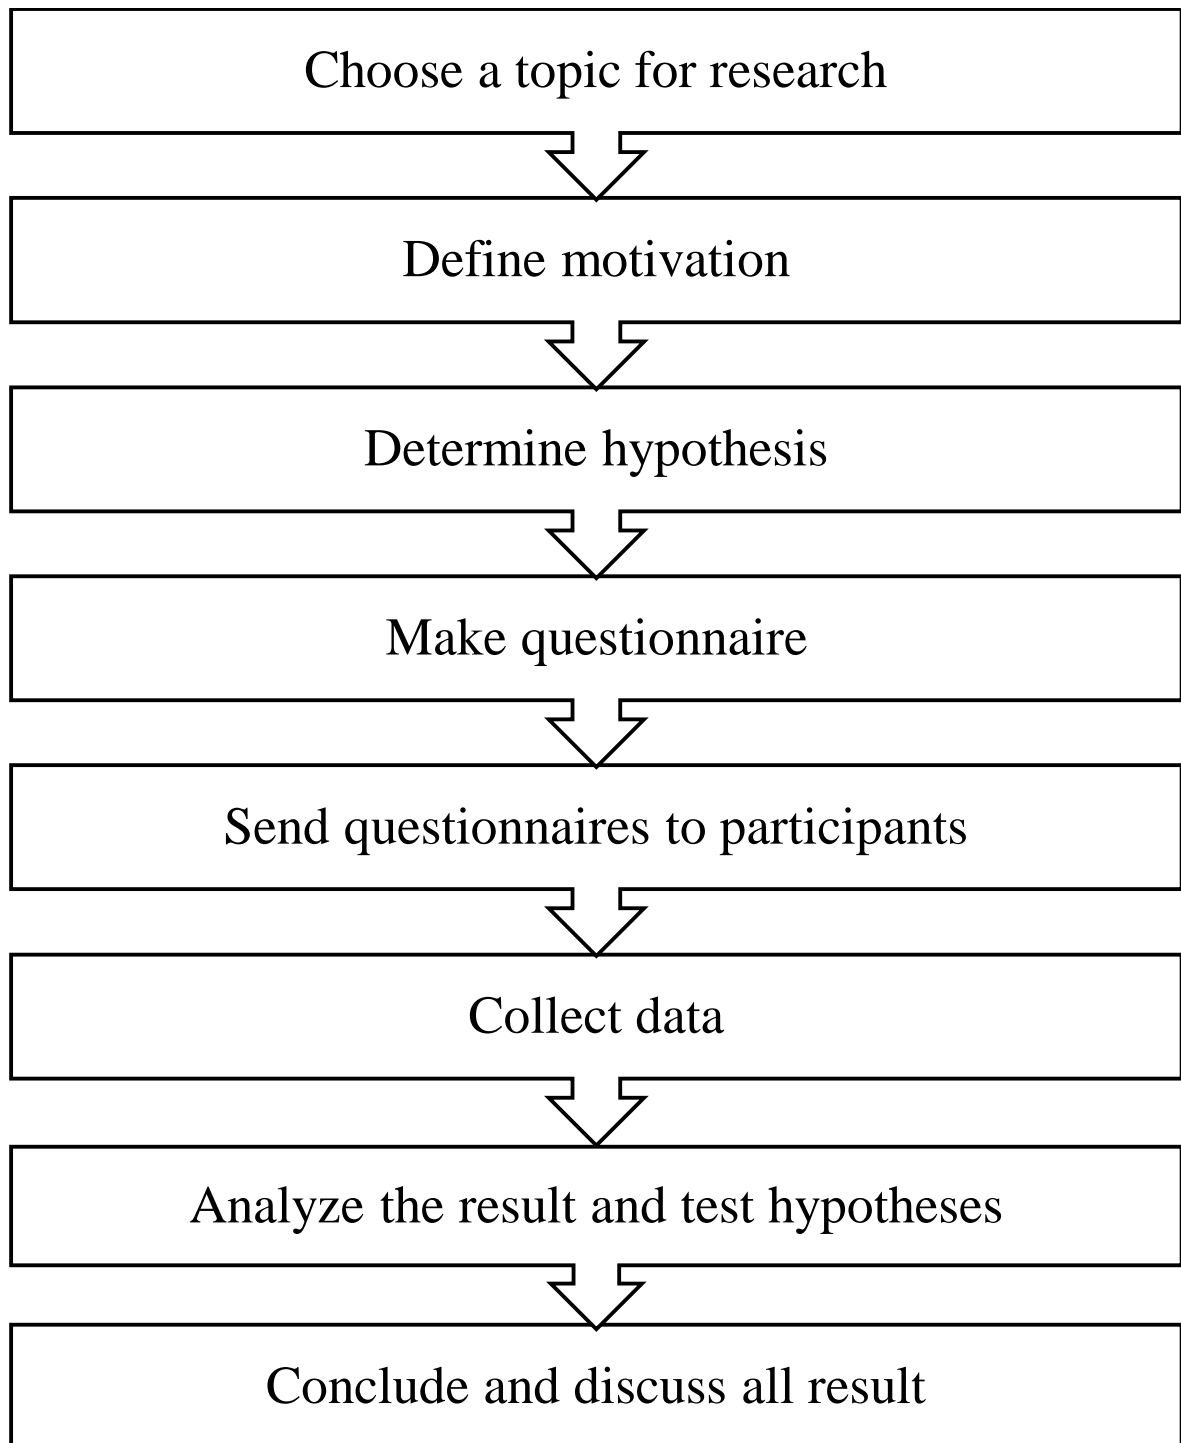 Choose a topic for research
Define motivation
Determine hypothesis
Make questionnaire
Send questionnaires to participants
Collect data
Analyze the result and test hypotheses
Conclude and discuss all result